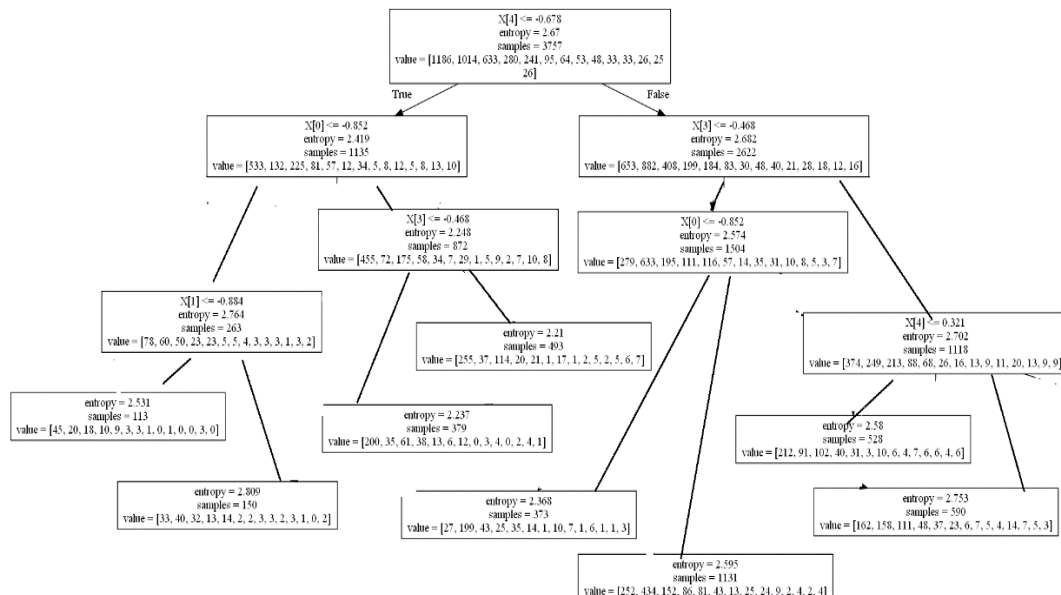 X[4] <= -0.678
entropy = 2.67
samples = 3757
value = [1186, 1014, 633, 280, 241, 95, 64, 53, 48, 33, 33, 26, 25
26]
True
False
X[0] <= -0.852
entropy = 2.419
samples = 1135
value = [533, 132, 225, 81, 57, 12, 34, 5, 8, 12, 5, 8, 13, 10]
X[3] <= -0.468
entropy = 2.682
samples = 2622
value = [653, 882, 408, 199, 184, 83, 30, 48, 40, 21, 28, 18, 12, 16]
X[3] <= -0.468
entropy = 2.248
samples = 872
value = [455, 72, 175, 58, 34, 7, 29, 1, 5, 9, 2, 7, 10, 8]
X[0] <= -0.852
entropy = 2.574
samples = 1504
value = [279, 633, 195, 111, 116, 57, 14, 35, 31, 10, 8, 5, 3, 7]
X[1] <= -0.884
entropy = 2.764
samples = 263
value = [78, 60, 50, 23, 23, 5, 5, 4, 3, 3, 3, 1, 3, 2]
entropy = 2.21
samples = 493
value = [255, 37, 114, 20, 21, 1, 17, 1, 2, 5, 2, 5, 6, 7]
X[4] <= 0.321
entropy = 2.702
samples = 1118
value = [374, 249, 213, 88, 68, 26, 16, 13, 9, 11, 20, 13, 9, 9]
entropy = 2.531
samples = 113
value = [45, 20, 18, 10, 9, 3, 3, 1, 0, 1, 0, 0, 3, 0]
entropy = 2.237
samples = 379
value = [200, 35, 61, 38, 13, 6, 12, 0, 3, 4, 0, 2, 4, 1]
entropy = 2.58
samples = 528
value = [212, 91, 102, 40, 31, 3, 10, 6, 4, 7, 6, 6, 4, 6]
entropy = 2.809
samples = 150
value = [33, 40, 32, 13, 14, 2, 2, 3, 3, 2, 3, 1, 0, 2]
entropy = 2.368
samples = 373
value = [27, 199, 43, 25, 35, 14, 1, 10, 7, 1, 6, 1, 1, 3]
entropy = 2.753
samples = 590
value = [162, 158, 111, 48, 37, 23, 6, 7, 5, 4, 14, 7, 5, 3]
entropy = 2.595
samples = 1131
value = [252, 434, 152, 86, 81, 43, 13, 25, 24, 9, 2, 4, 2, 4]